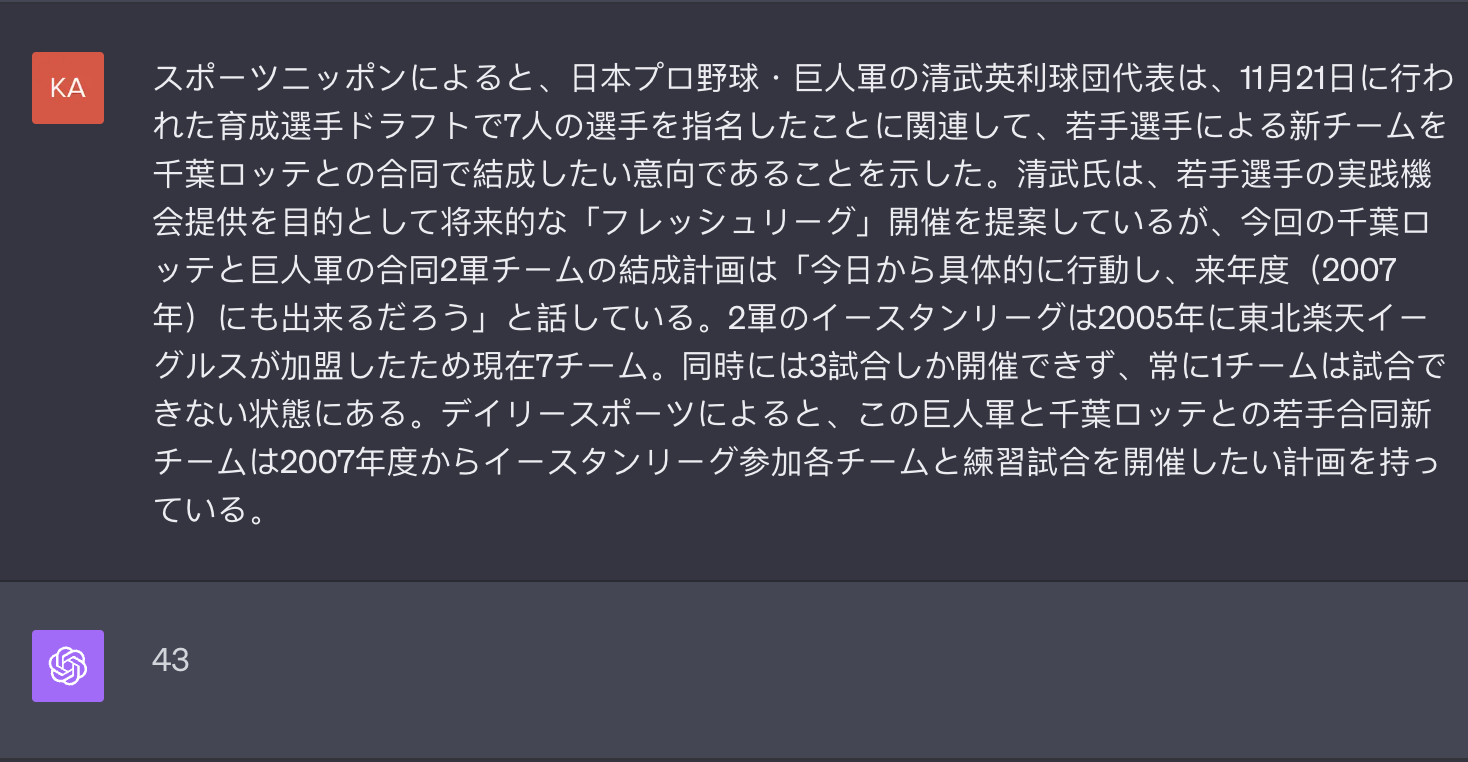 KA
スポーツニッポンによると、日本プロ野球・巨人軍の清武英利球団代表は、11月21日に行わ
れた育成選手ドラフトで7人の選手を指名したことに関連して、若手選手による新チームを
千葉ロッテとの合同で結成したい意向であることを示した。清武氏は、若手選手の実践機
会提供を目的として将来的な「フレッシュリーグ」開催を提案しているが、今回の千葉ロ
ッテと巨人軍の合同2軍チームの結成計画は「今日から具体的に行動し、来年度（2007
年）にも出来るだろう」と話している。2軍のイースタンリーグは2005年に東北楽天イー
グルスが加盟したため現在7チーム。同時には3試合しか開催できず、常に1チームは試合で
きない状態にある。デイリースポーツによると、この巨人軍と千葉ロッテとの若手合同新
チームは2007年度からイースタンリーグ参加各チームと練習試合を開催したい計画を持っ
ている。
43